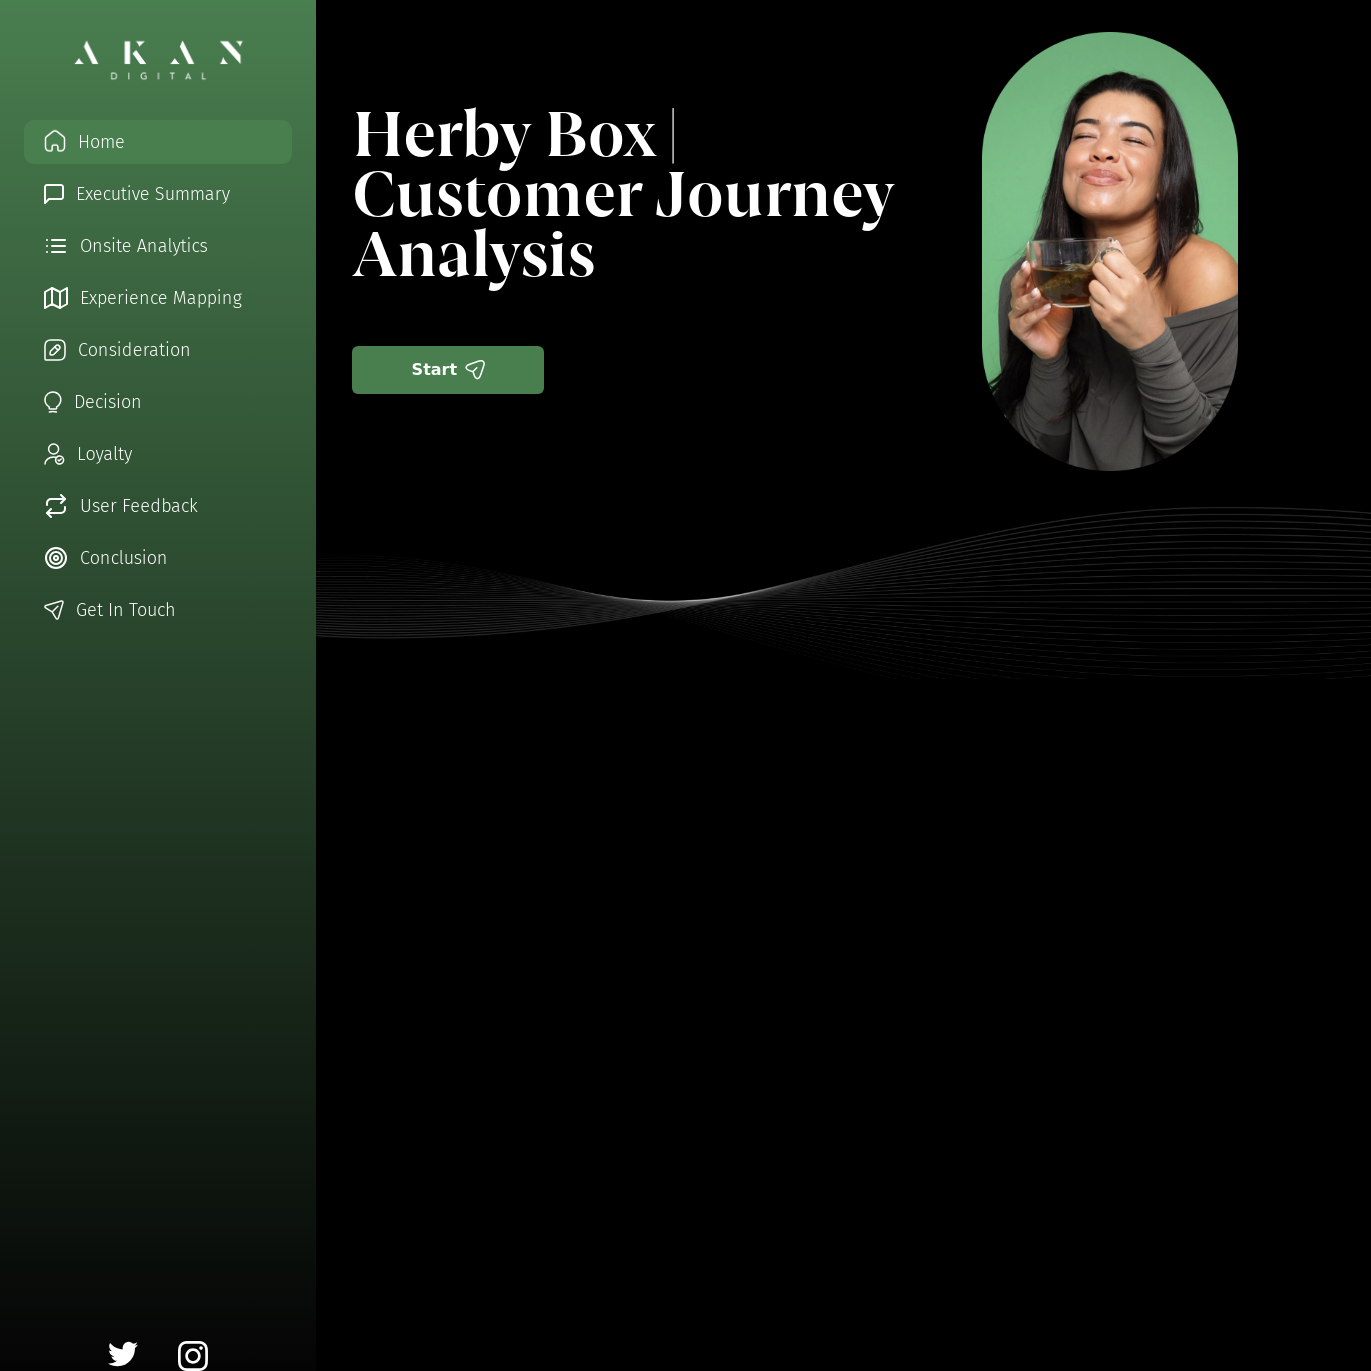 AKAN
DIGITAL
Home
Executive Summary
Onsite Analytics
Experience Mapping
Consideration
Decision
Loyalty
User Feedback
Conclusion
Get In Touch
Herby Box |
Customer Journey
Analysis
Start